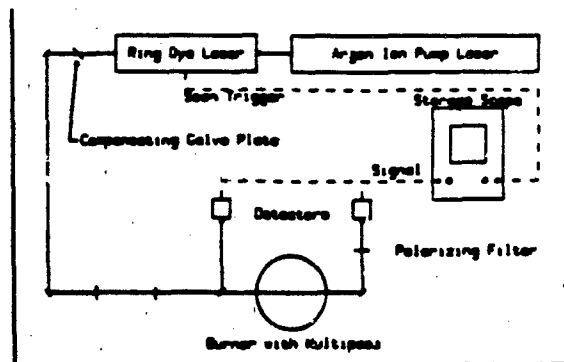 Ring Dye Laser
Argon Ion Pump Laser
Scan Trigger
Storage Scope
Compensating Galvo Plate
Signal
Detectors
Polarizing Filter
Burner with Multipass